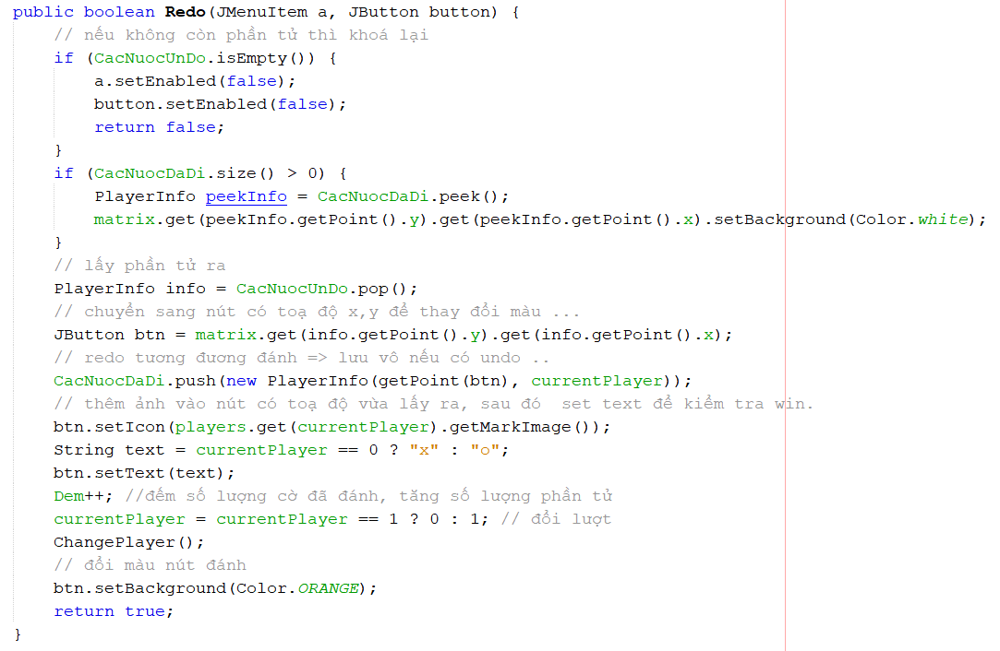 public boolean Redo(JMenuItem a, JButton button) {
    // nếu không còn phần tử thì khoá lại
    if (CacNuocUnDo.isEmpty()) {
        a.setEnabled(false);
        button.setEnabled(false);
        return false;
    }
    if (CacNuocDaDi.size() > 0) {
        PlayerInfo peekInfo = CacNuocDaDi.peek();
        matrix.get(peekInfo.getPoint().y).get(peekInfo.getPoint().x).setBackground(Color.white);
    }
    // lấy phần tử ra
    PlayerInfo info = CacNuocUnDo.pop();
    // chuyển sang nút có toạ độ x,y để thay đổi màu ...
    JButton btn = matrix.get(info.getPoint().y).get(info.getPoint().x);
    // redo tương đương đánh => lưu vô nếu có undo ..
    CacNuocDaDi.push(new PlayerInfo(getPoint(btn), currentPlayer));
    // thêm ảnh vào nút có toạ độ vừa lấy ra, sau đó  set text để kiểm tra win.
    btn.setIcon(players.get(currentPlayer).getMarkImage());
    String text = currentPlayer == 0 ? "x" : "o";
    btn.setText(text);
    Dem++; //đếm số lượng cờ đã đánh, tăng số lượng phần tử
    currentPlayer = currentPlayer == 1 ? 0 : 1; // đổi lượt
    ChangePlayer();
    // đổi màu nút đánh
    btn.setBackground(Color.ORANGE);
    return true;
}